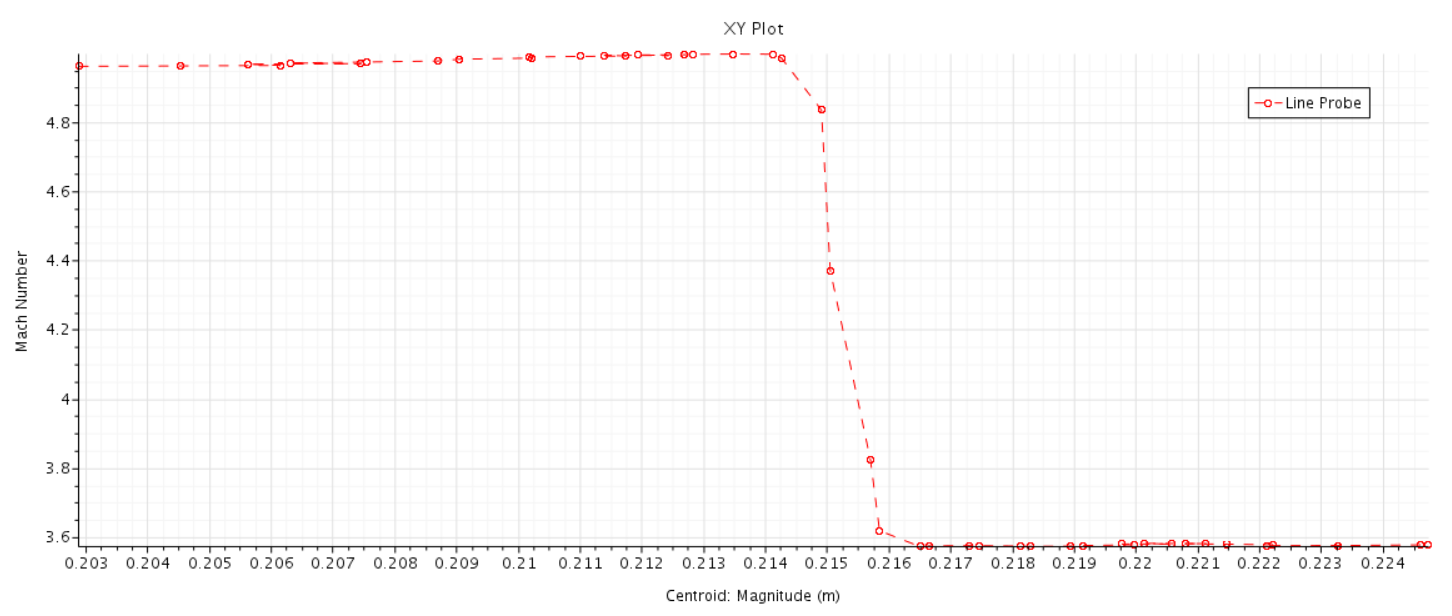 XY Plot
Line Probe
4.8
4.6
4.4
4.2
4
3.8
3.6
Mach Number
0.203 0.204 0.205 0.206 0.207 0.208 0.209 0.21 0.211 0.212 0.213 0.214 0.215 0.216 0.217 0.218 0.219 0.22 0.221 0.222 0.223 0.224
Centroid: Magnitude (m)